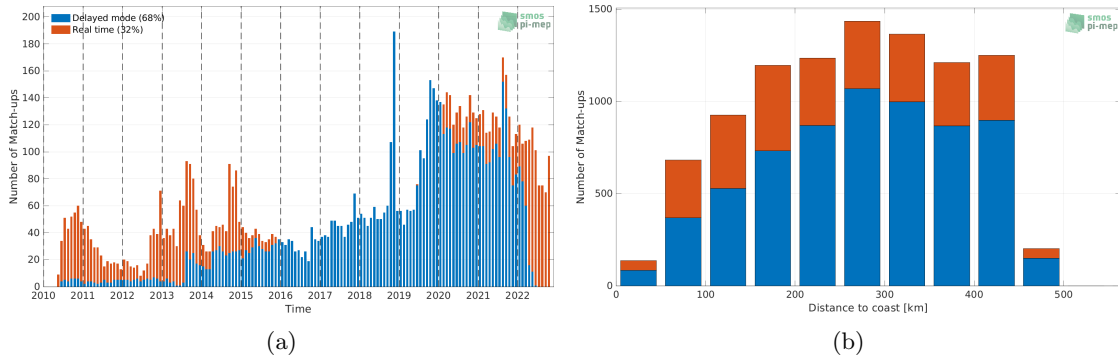 Delayed mode (68%)
Real time (32%)
smos
pi-mep
Number of Match-ups
200
180
160
140
120
100
80
60
40
20
0
2010 2011 2012 2013 2014 2015 2016 2017 2018 2019 2020 2021 2022
Time
(a)
smos
pi-mep
Number of Match-ups
1500
1000
500
0
0 100 200 300 400 500
Distance to coast [km]
(b)